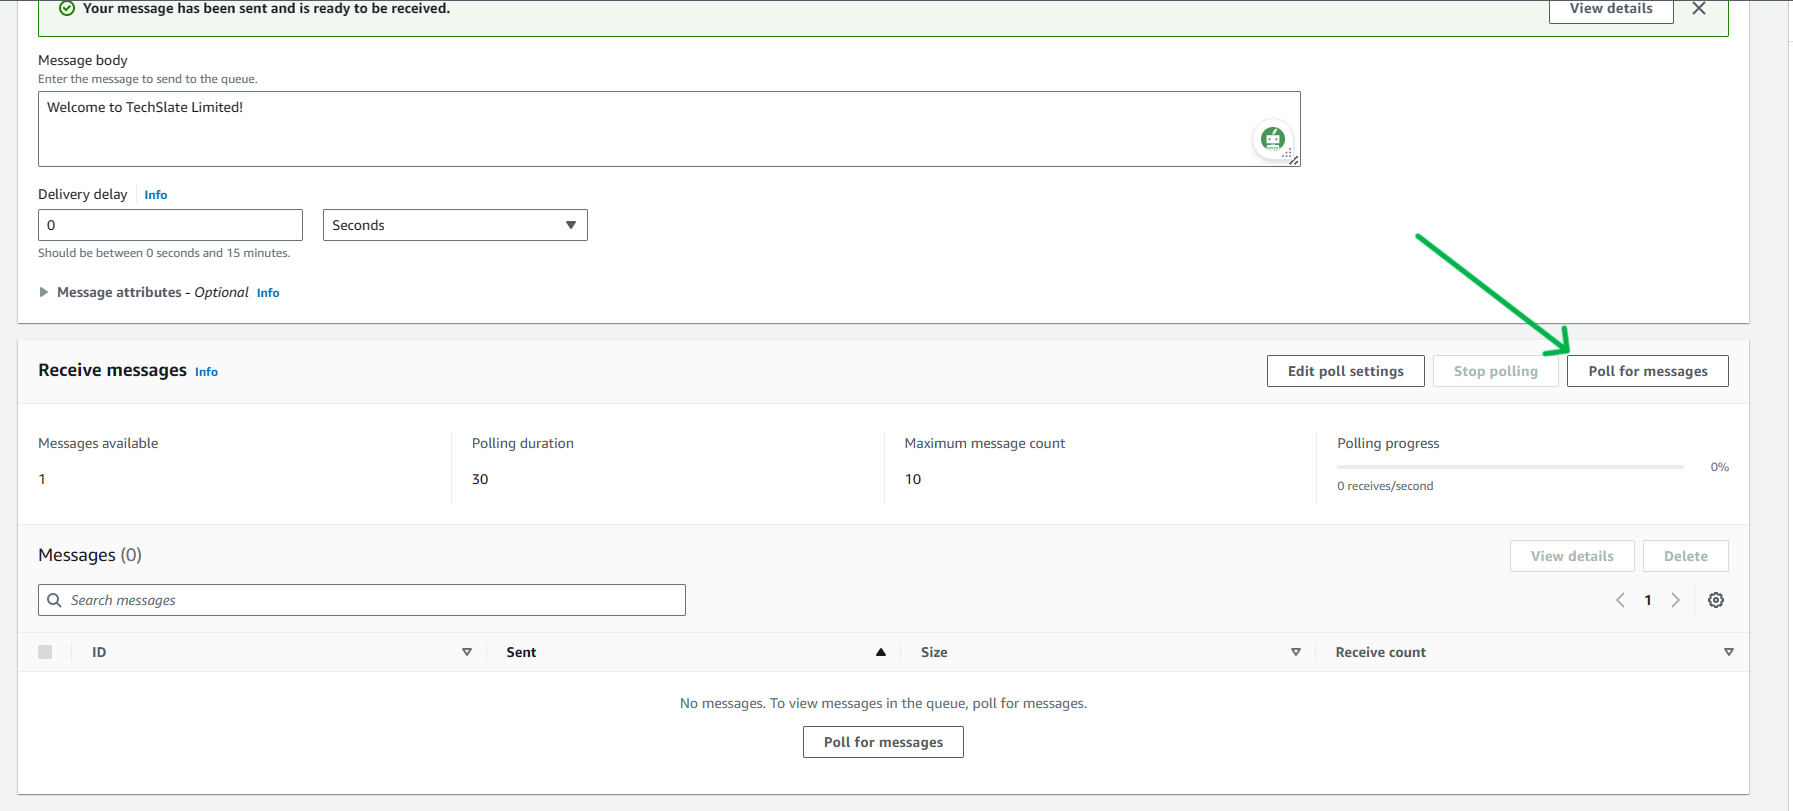 Your message has been sent and is ready to be received.
View details
Message body
Enter the message to send to the queue.
Welcome to TechSlate Limited!
Delivery delay Info
0 Seconds
Should be between 0 seconds and 15 minutes.
Message attributes - Optional Info
Receive messages Info
Edit poll settings Stop polling Poll for messages
Messages available Polling duration Maximum message count Polling progress
1 30 10 0%
0 receives/second
Messages (0)
View details Delete
Search messages
1
ID Sent Size Receive count
No messages. To view messages in the queue, poll for messages.
Poll for messages